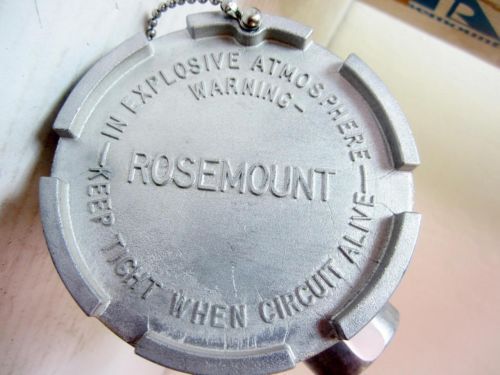 IN EXPLOSIVE ATMOSPHERE
WARNING-
ROSEMOUNT
-KEEP TIGHT WHEN CIRCUIT ALIVE-